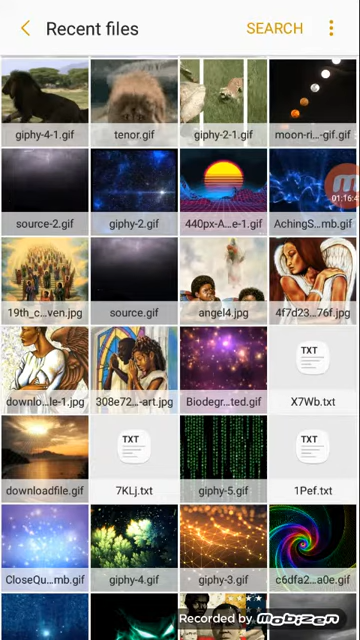 Recent files
SEARCH
giphy-4-1.gif
tenor.gif
giphy-2-1.gif
moon-ri...-gif.gif
source-2.gif
giphy-2.gif
440px-A...e-1.gif
AchingS...mb.gif
01:16:4
19th_c...ven.jpg
source.gif
angel4.jpg
4f7d23...76f.jpg
downlo...le-1.jpg
308e72...-art.jpg
Biodegr...ted.gif
TXT
X7Wb.txt
downloadfile.gif
TXT
7KLj.txt
giphy-5.gif
TXT
1Pef.txt
CloseQu...mb.gif
giphy-4.gif
giphy-3.gif
c6dfa2...a0e.gif
Recorded by Mobizen